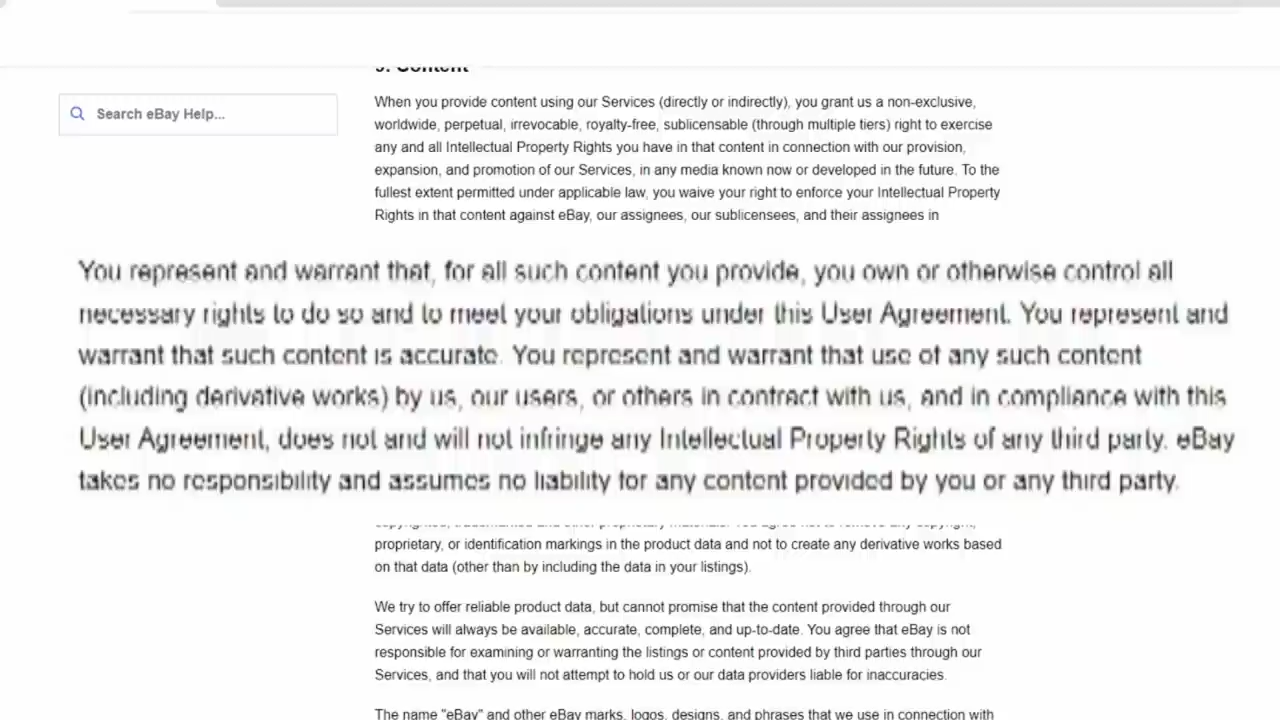 9. Content
Search eBay Help...
When you provide content using our Services (directly or indirectly), you grant us a non-exclusive,
worldwide, perpetual, irrevocable, royalty-free, sublicensable (through multiple tiers) right to exercise
any and all Intellectual Property Rights you have in that content in connection with our provision,
expansion, and promotion of our Services, in any media known now or developed in the future. To the
fullest extent permitted under applicable law, you waive your right to enforce your Intellectual Property
Rights in that content against eBay, our assignees, our sublicensees, and their assignees in
You represent and warrant that, for all such content you provide, you own or otherwise control all
necessary rights to do so and to meet your obligations under this User Agreement. You represent and
warrant that such content is accurate. You represent and warrant that use of any such content
(including derivative works) by us, our users, or others in contract with us, and in compliance with this
User Agreement, does not and will not infringe any Intellectual Property Rights of any third party. eBay
takes no responsibility and assumes no liability for any content provided by you or any third party.
proprietary, or identification markings in the product data and not to create any derivative works based
on that data (other than by including the data in your listings).
We try to offer reliable product data, but cannot promise that the content provided through our
Services will always be available, accurate, complete, and up-to-date. You agree that eBay is not
responsible for examining or warranting the listings or content provided by third parties through our
Services, and that you will not attempt to hold us or our data providers liable for inaccuracies.
The name "eBay" and other eBay marks, logos, designs, and phrases that we use in connection with